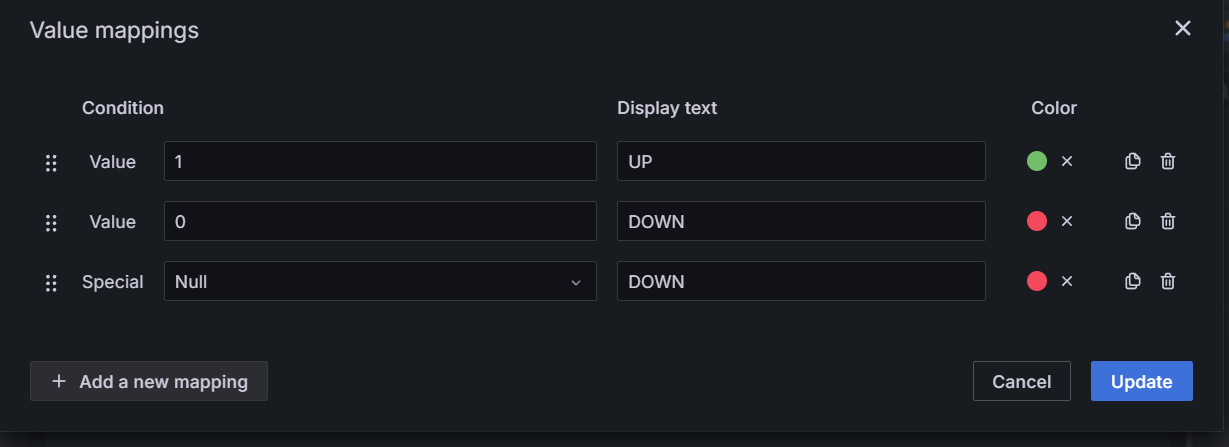 Value mappings
Condition Display text Color
Value 1 UP
Value 0 DOWN
Special Null DOWN
Add a new mapping Cancel Update